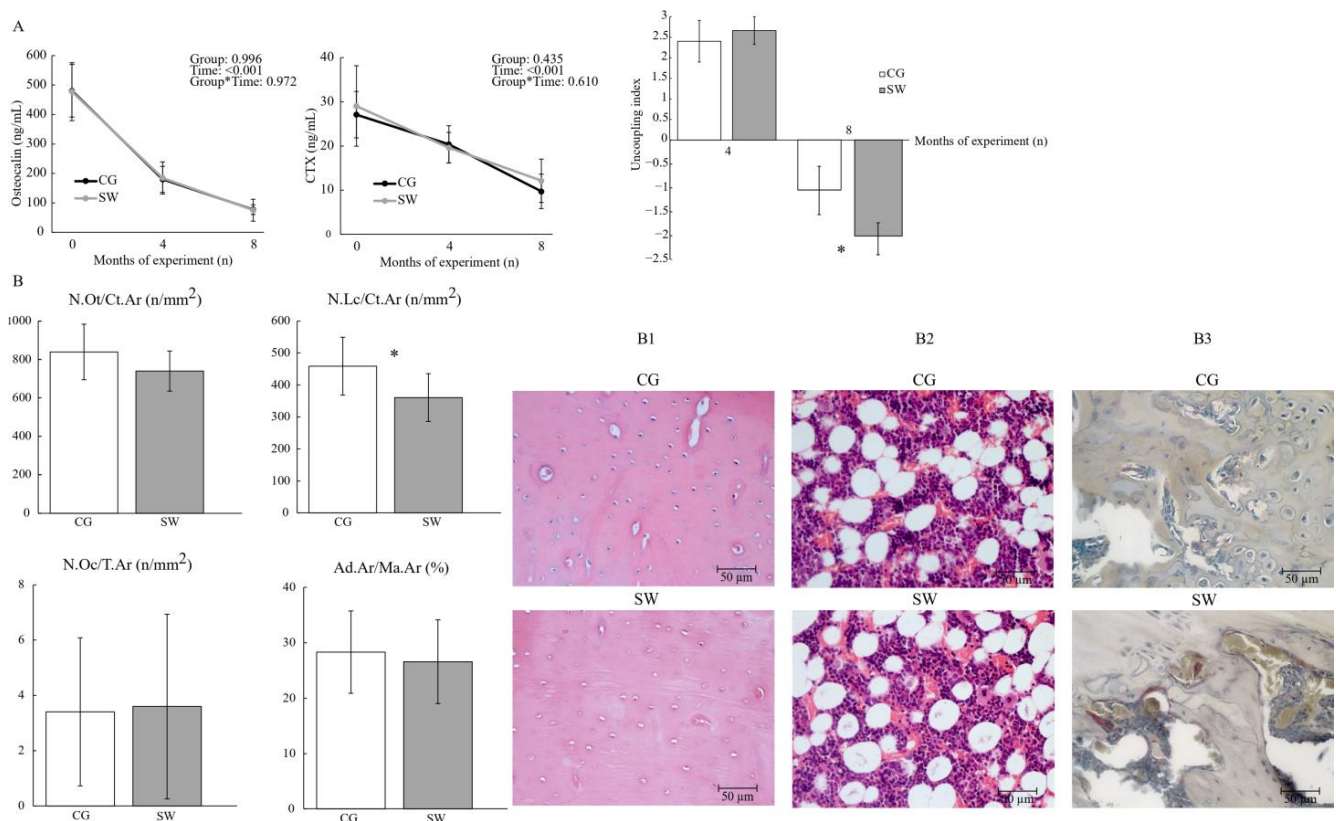 A
600
500
400
300
200
100
0
Osteocalin (ng/mL)
Group: 0.996
Time: <0.001
Group*Time: 0.972
CG
SW
0
4
8
Months of experiment (n)
40
30
20
10
0
CTX (ng/mL)
Group: 0.435
Time: <0.001
Group*Time: 0.610
CG
SW
0
4
8
Months of experiment (n)
3
2.5
2
1.5
1
0.5
0
−0.5
−1
−1.5
−2
−2.5
Uncoupling index
CG
SW
8
Months of experiment (n)
4
*
B
N.Ot/Ct.Ar (n/mm2)
1000
800
600
400
200
0
CG
SW
N.Lc/Ct.Ar (n/mm2)
600
500
400
300
200
100
0
*
CG
SW
N.Oc/T.Ar (n/mm2)
8
6
4
2
0
CG
SW
Ad.Ar/Ma.Ar (%)
40
30
20
10
0
CG
SW
B1
B2
B3
CG
CG
CG
50 µm
50 µm
50 µm
SW
SW
SW
50 µm
50 µm
50 µm